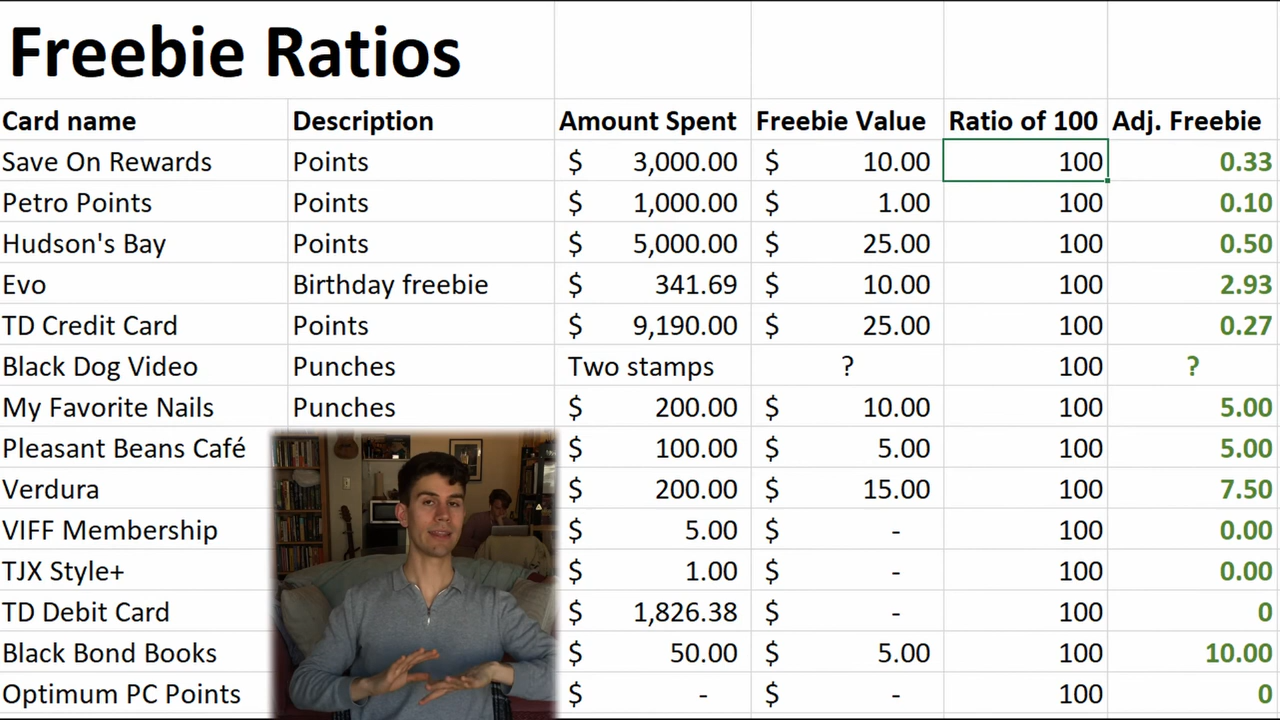 Freebie Ratios
Card name Description Amount Spent Freebie Value Ratio of 100 Adj. Freebie
Save On Rewards Points $ 3,000.00 $ 10.00 100 0.33
Petro Points Points $ 1,000.00 $ 1.00 100 0.10
Hudson's Bay Points $ 5,000.00 $ 25.00 100 0.50
Evo Birthday freebie $ 341.69 $ 10.00 100 2.93
TD Credit Card Points $ 9,190.00 $ 25.00 100 0.27
Black Dog Video Punches Two stamps ? 100 ?
My Favorite Nails Punches $ 200.00 $ 10.00 100 5.00
Pleasant Beans Café $ 100.00 $ 5.00 100 5.00
Verdura $ 200.00 $ 15.00 100 7.50
VIFF Membership $ 5.00 $ - 100 0.00
TJX Style+ $ 1.00 $ - 100 0.00
TD Debit Card $ 1,826.38 $ - 100 0
Black Bond Books $ 50.00 $ 5.00 100 10.00
Optimum PC Points $ - $ - 100 0